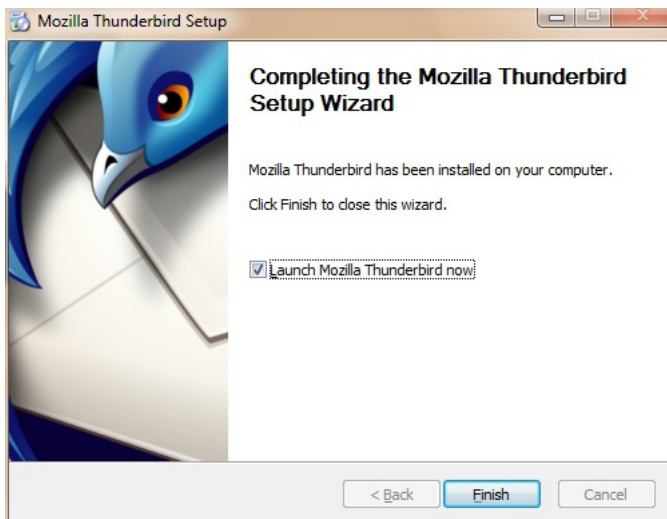 Mozilla Thunderbird Setup
Completing the Mozilla Thunderbird
Setup Wizard
Mozilla Thunderbird has been installed on your computer.
Click Finish to close this wizard.
Launch Mozilla Thunderbird now
< Back Finish Cancel